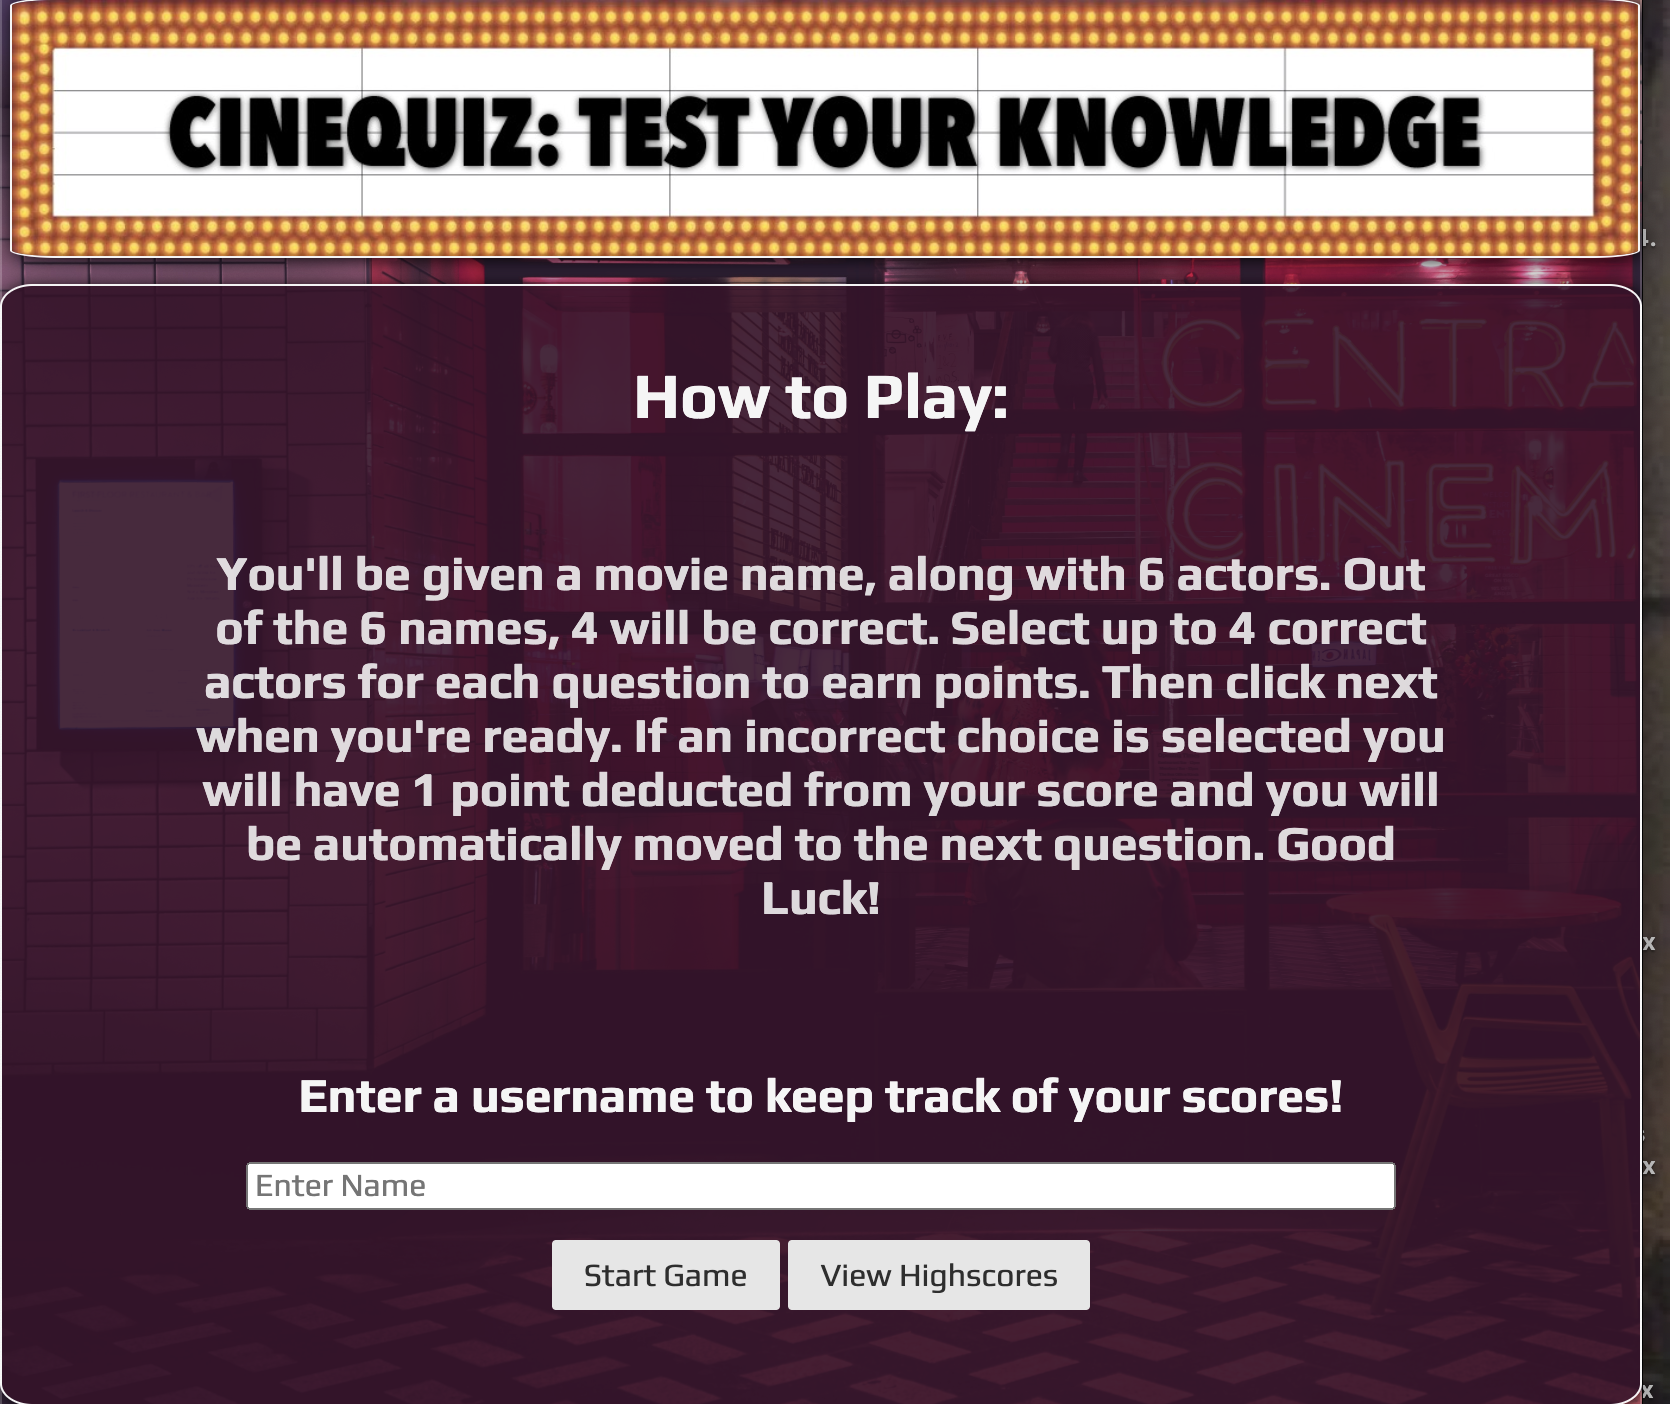 CINEQUIZ: TEST YOUR KNOWLEDGE
4.
CENTRA
How to Play:
CINEM
You'll be given a movie name, along with 6 actors. Out
of the 6 names, 4 will be correct. Select up to 4 correct
actors for each question to earn points. Then click next
when you're ready. If an incorrect choice is selected you
will have 1 point deducted from your score and you will
be automatically moved to the next question. Good
Luck!
x
Enter a username to keep track of your scores!
x
Enter Name
Start Game
View Highscores
x